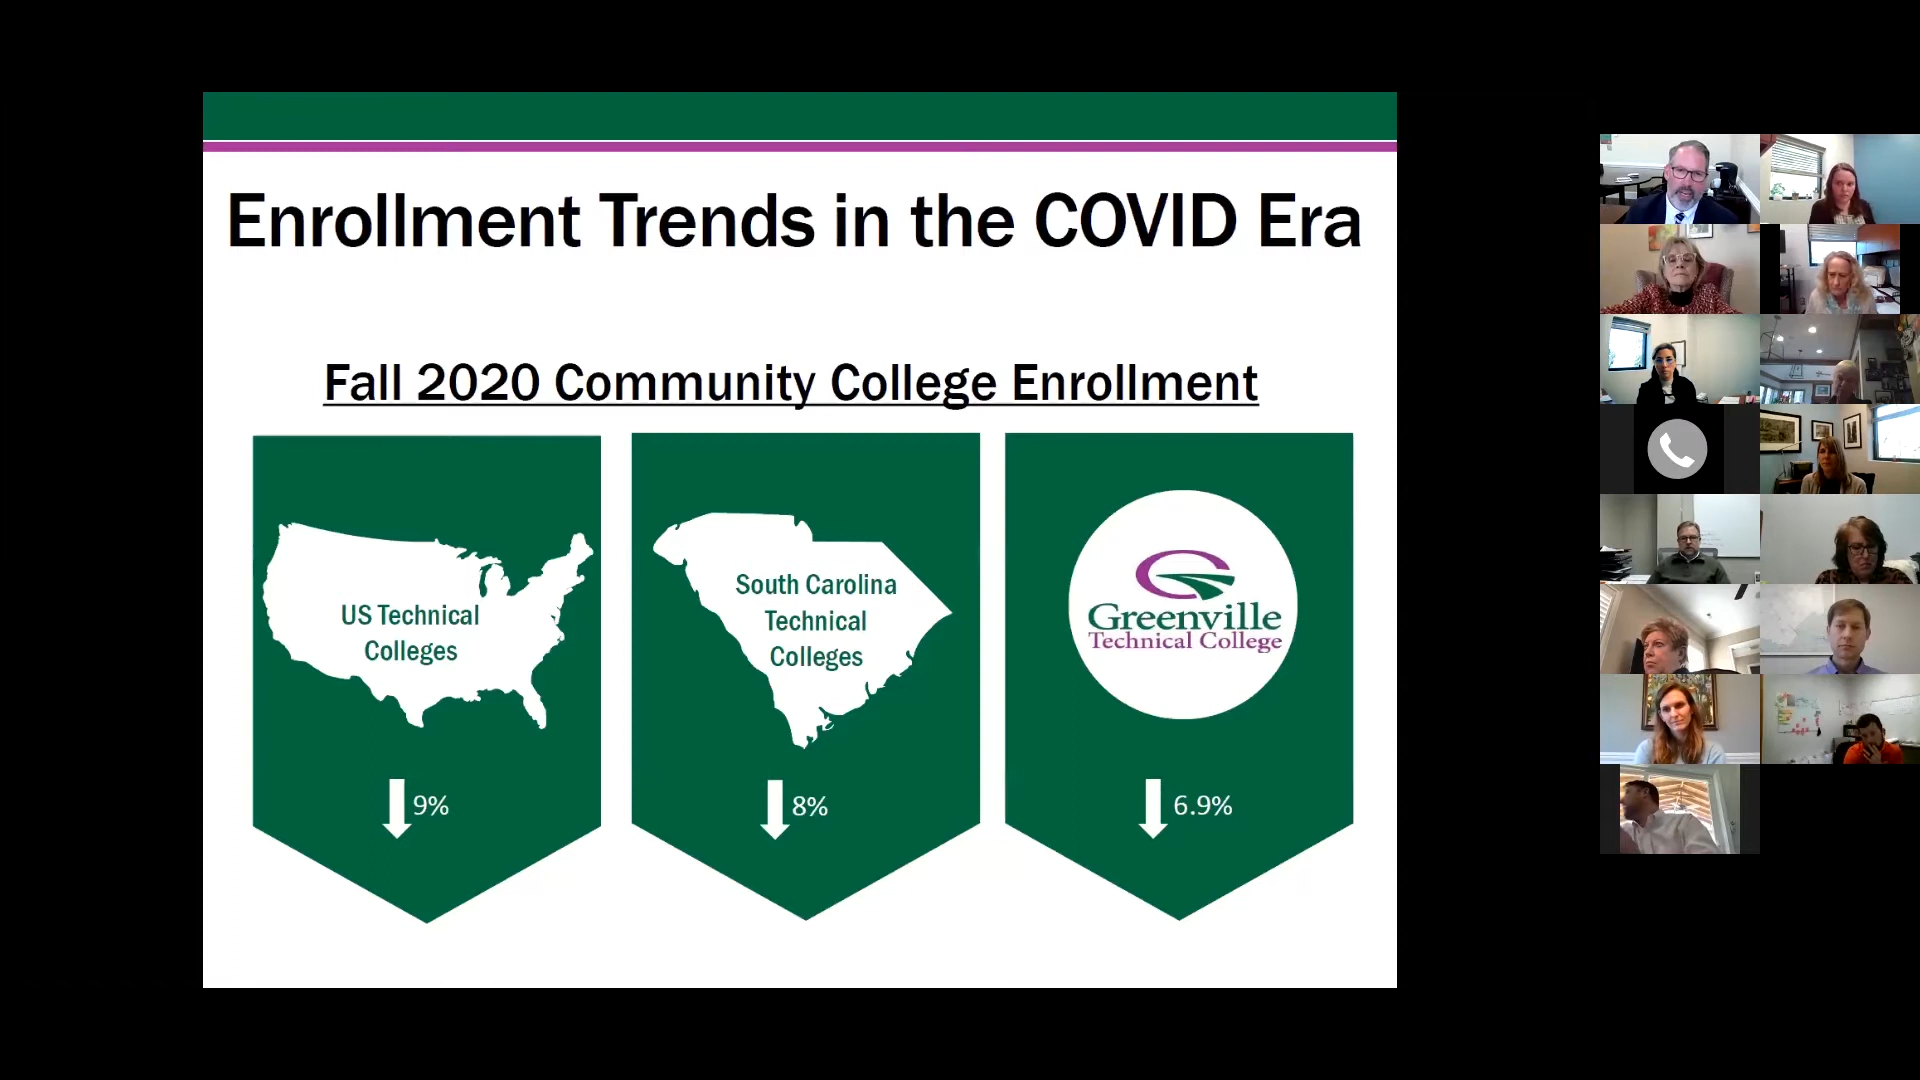 Enrollment Trends in the COVID Era
Fall 2020 Community College Enrollment
US Technical
Colleges
9%
South Carolina
Technical
Colleges
8%
Greenville
Technical College
6.9%